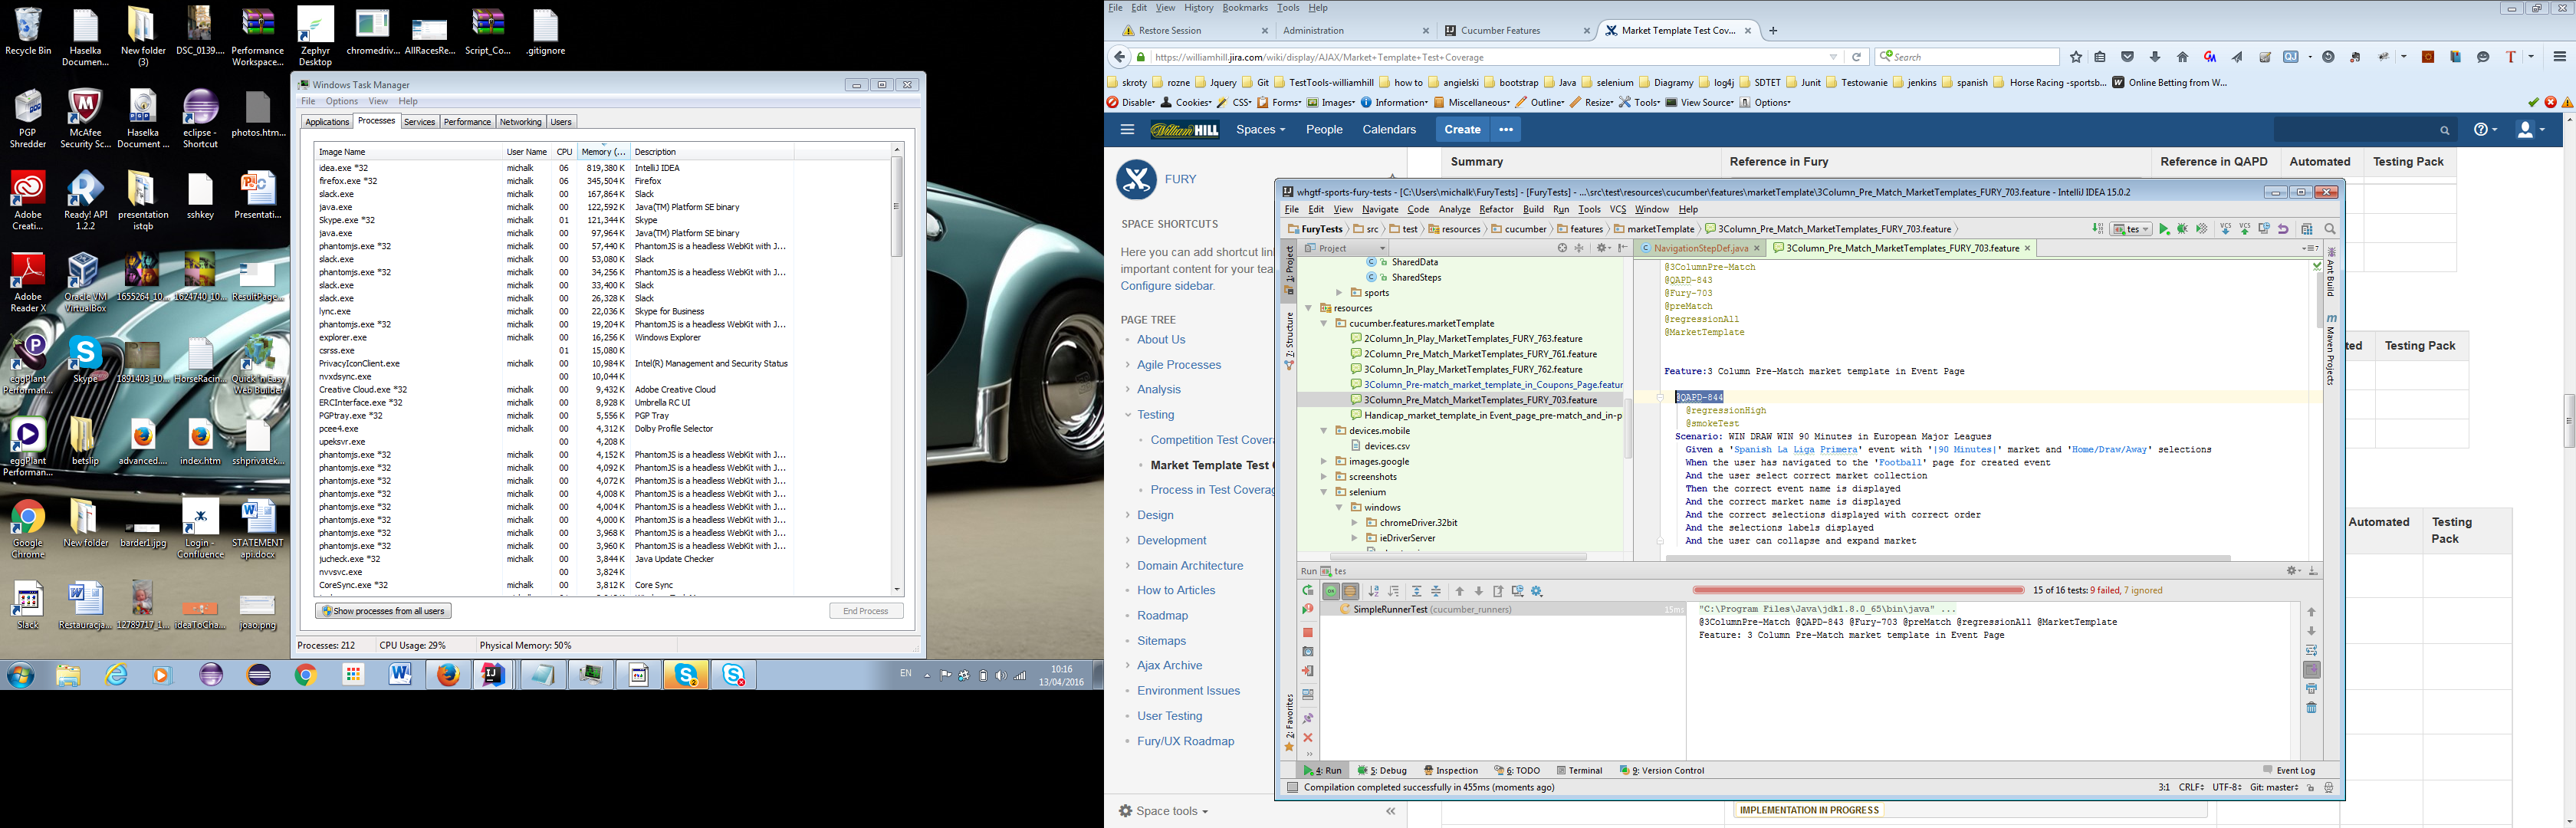 Recycle Bin
Haselka Documen...
New folder (3)
DSC_0139....
Performance Workspace...
Zephyr Desktop
chromedriv...
AllRacesRe...
Script_Co...
.gitignore
PGP Shredder
McAfee Security Sc...
Haselka Document ...
eclipse - Shortcut
photos.htm...
Adobe Creati...
Ready! API 1.2.2
presentation istqb
sshkey
Presentati...
Adobe Reader X
Oracle VM VirtualBox
1655264_10...
1624740_10...
ResultPage...
eggPlant Performan...
Skype
1891403_10...
HorseRacin...
Quick 'n Easy Web Builder
eggPlant Performan...
betslip
advanced....
index.htm
sshprivatek...
Google Chrome
New folder
barder1.jpg
Login - Confluence
STATEMENT api.docx
Slack
Restauracja...
12789717_1...
ideaToCha...
joao.png
Windows Task Manager
File Options View Help
Applications Processes Services Performance Networking Users
Image Name User Name CPU Memory (... Description
idea.exe *32 michalk 06 819,380 K IntelliJ IDEA
firefox.exe *32 michalk 06 345,504 K Firefox
slack.exe michalk 00 167,864 K Slack
java.exe michalk 00 122,592 K Java(TM) Platform SE binary
Skype.exe *32 michalk 01 121,344 K Skype
java.exe michalk 00 97,964 K Java(TM) Platform SE binary
phantomjs.exe *32 michalk 00 57,440 K PhantomJS is a headless WebKit with J...
slack.exe michalk 00 53,080 K Slack
phantomjs.exe *32 michalk 00 34,256 K PhantomJS is a headless WebKit with J...
slack.exe michalk 00 33,400 K Slack
slack.exe michalk 00 26,328 K Slack
lync.exe michalk 00 22,036 K Skype for Business
phantomjs.exe *32 michalk 00 19,204 K PhantomJS is a headless WebKit with J...
explorer.exe michalk 00 16,256 K Windows Explorer
csrss.exe 01 15,080 K
PrivacyIconClient.exe michalk 00 10,984 K Intel(R) Management and Security Status
nvxdsync.exe 00 10,044 K
Creative Cloud.exe *32 michalk 00 9,432 K Adobe Creative Cloud
ERCInterface.exe *32 michalk 00 8,928 K Umbrella RC UI
PGPtray.exe *32 michalk 00 5,556 K PGP Tray
pcee4.exe michalk 00 4,312 K Dolby Profile Selector
upeksvr.exe 00 4,208 K
phantomjs.exe *32 michalk 00 4,152 K PhantomJS is a headless WebKit with J...
phantomjs.exe *32 michalk 00 4,092 K PhantomJS is a headless WebKit with J...
phantomjs.exe *32 michalk 00 4,072 K PhantomJS is a headless WebKit with J...
phantomjs.exe *32 michalk 00 4,008 K PhantomJS is a headless WebKit with J...
phantomjs.exe *32 michalk 00 4,004 K PhantomJS is a headless WebKit with J...
phantomjs.exe *32 michalk 00 4,000 K PhantomJS is a headless WebKit with J...
phantomjs.exe *32 michalk 00 3,968 K PhantomJS is a headless WebKit with J...
phantomjs.exe *32 michalk 00 3,960 K PhantomJS is a headless WebKit with J...
jucheck.exe *32 michalk 00 3,844 K Java Update Checker
nvvsvc.exe 00 3,824 K
CoreSync.exe *32 michalk 00 3,812 K Core Sync
Show processes from all users End Process
Processes: 212 CPU Usage: 29% Physical Memory: 50%
EN 10:16
13/04/2016
File Edit View History Bookmarks Tools Help
Restore Session Administration Cucumber Features Market Template Test Cov...
https://williamhill.jira.com/wiki/display/AJAX/Market+Template+Test+Coverage Search
skroty rozne Jquery Git TestTools-williamhill how to angielski bootstrap Java selenium Diagramy log4j SDTET Junit Testowanie jenkins spanish Horse Racing -sportsb... Online Betting from W...
Disable Cookies CSS Forms Images Information Miscellaneous Outline Resize Tools View Source Options
William HILL Spaces People Calendars Create •••
FURY
SPACE SHORTCUTS
Here you can add shortcut lin
important content for your tea
Configure sidebar.
PAGE TREE
About Us
Agile Processes
Analysis
Testing
Competition Test Covera
Market Template Test C
Process in Test Coverag
Design
Development
Domain Architecture
How to Articles
Roadmap
Sitemaps
Ajax Archive
Environment Issues
User Testing
Fury/UX Roadmap
Space tools
Summary Reference in Fury Reference in QAPD Automated Testing Pack
whgtf-sports-fury-tests - [C:\Users\michalk\FuryTests] - [FuryTests] - ...\src\test\resources\cucumber\features\marketTemplate\3Column_Pre_Match_MarketTemplates_FURY_703.feature - IntelliJ IDEA 15.0.2
File Edit View Navigate Code Analyze Refactor Build Run Tools VCS Window Help
FuryTests src test resources cucumber features marketTemplate 3Column_Pre_Match_MarketTemplates_FURY_703.feature tes
Project NavigationStepDef.java 3Column_Pre_Match_MarketTemplates_FURY_703.feature
1: Project
7: Structure
2: Favorites
SharedData
SharedSteps
sports
resources
cucumber.features.marketTemplate
2Column_In_Play_MarketTemplates_FURY_763.feature
2Column_Pre_Match_MarketTemplates_FURY_761.feature
3Column_In_Play_MarketTemplates_FURY_762.feature
3Column_Pre-match_market_template_in_Coupons_Page.featur
3Column_Pre_Match_MarketTemplates_FURY_703.feature
Handicap_market_template_in Event_page_pre-match_and_in-p
devices.mobile
devices.csv
images.google
screenshots
selenium
windows
chromeDriver.32bit
ieDriverServer
@3ColumnPre-Match
@QAPD-843
@Fury-703
@preMatch
@regressionAll
@MarketTemplate
Feature:3 Column Pre-Match market template in Event Page
@QAPD-844
@regressionHigh
@smokeTest
Scenario: WIN DRAW WIN 90 Minutes in European Major Leagues
Given a 'Spanish La Liga Primera' event with '|90 Minutes|' market and 'Home/Draw/Away' selections
When the user has navigated to the 'Football' page for created event
And the user select correct market collection
Then the correct event name is displayed
And the correct market name is displayed
And the correct selections displayed with correct order
And the selections labels displayed
And the user can collapse and expand market
Ant Build
Maven Projects
Run tes
15 of 16 tests: 9 failed, 7 ignored
SimpleRunnerTest (cucumber_runners) 15ms
"C:\Program Files\Java\jdk1.8.0_65\bin\java" ...
@3ColumnPre-Match @QAPD-843 @Fury-703 @preMatch @regressionAll @MarketTemplate
Feature: 3 Column Pre-Match market template in Event Page
4: Run 5: Debug Inspection 6: TODO Terminal 9: Version Control Event Log
Compilation completed successfully in 455ms (moments ago) 3:1 CRLF UTF-8 Git: master
ted Testing Pack
Automated Testing Pack
IMPLEMENTATION IN PROGRESS